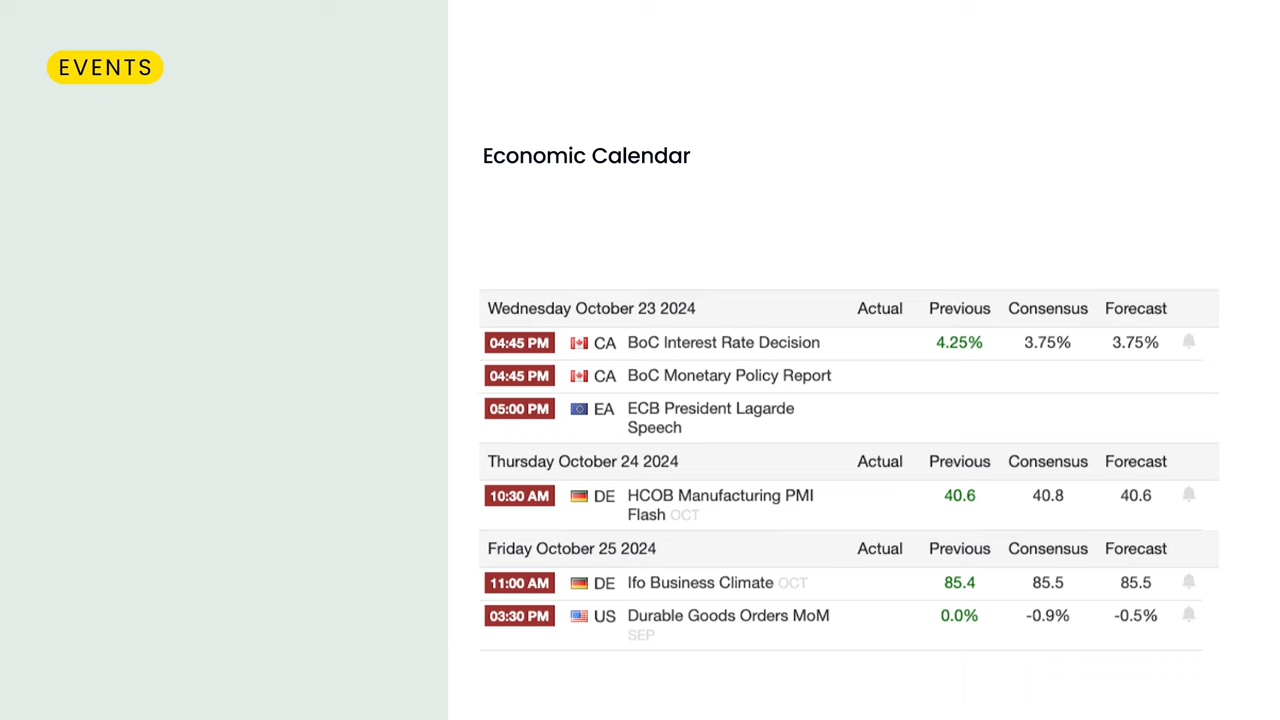 EVENTS
Economic Calendar
Wednesday October 23 2024 Actual Previous Consensus Forecast
04:45 PM CA BoC Interest Rate Decision 4.25% 3.75% 3.75%
04:45 PM CA BoC Monetary Policy Report
05:00 PM EA ECB President Lagarde
Speech
Thursday October 24 2024 Actual Previous Consensus Forecast
10:30 AM DE HCOB Manufacturing PMI 40.6 40.8 40.6
Flash OCT
Friday October 25 2024 Actual Previous Consensus Forecast
11:00 AM DE Ifo Business Climate OCT 85.4 85.5 85.5
03:30 PM US Durable Goods Orders MoM 0.0% -0.9% -0.5%
SEP